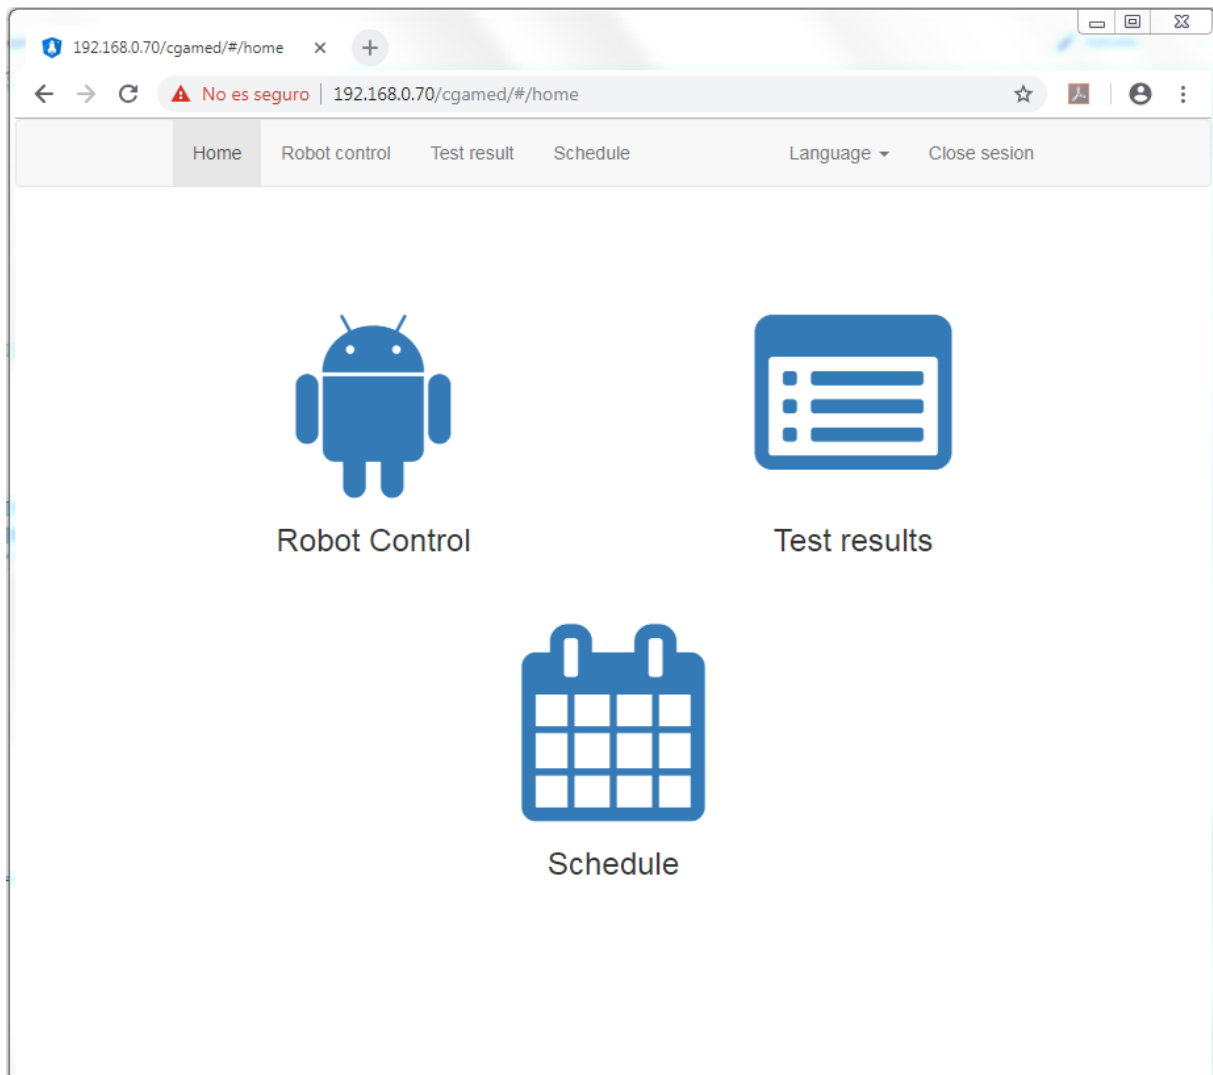 192.168.0.70/cgamed/#/home
No es seguro | 192.168.0.70/cgamed/#/home
Home Robot control Test result Schedule Language Close sesion
Robot Control Test results
Schedule